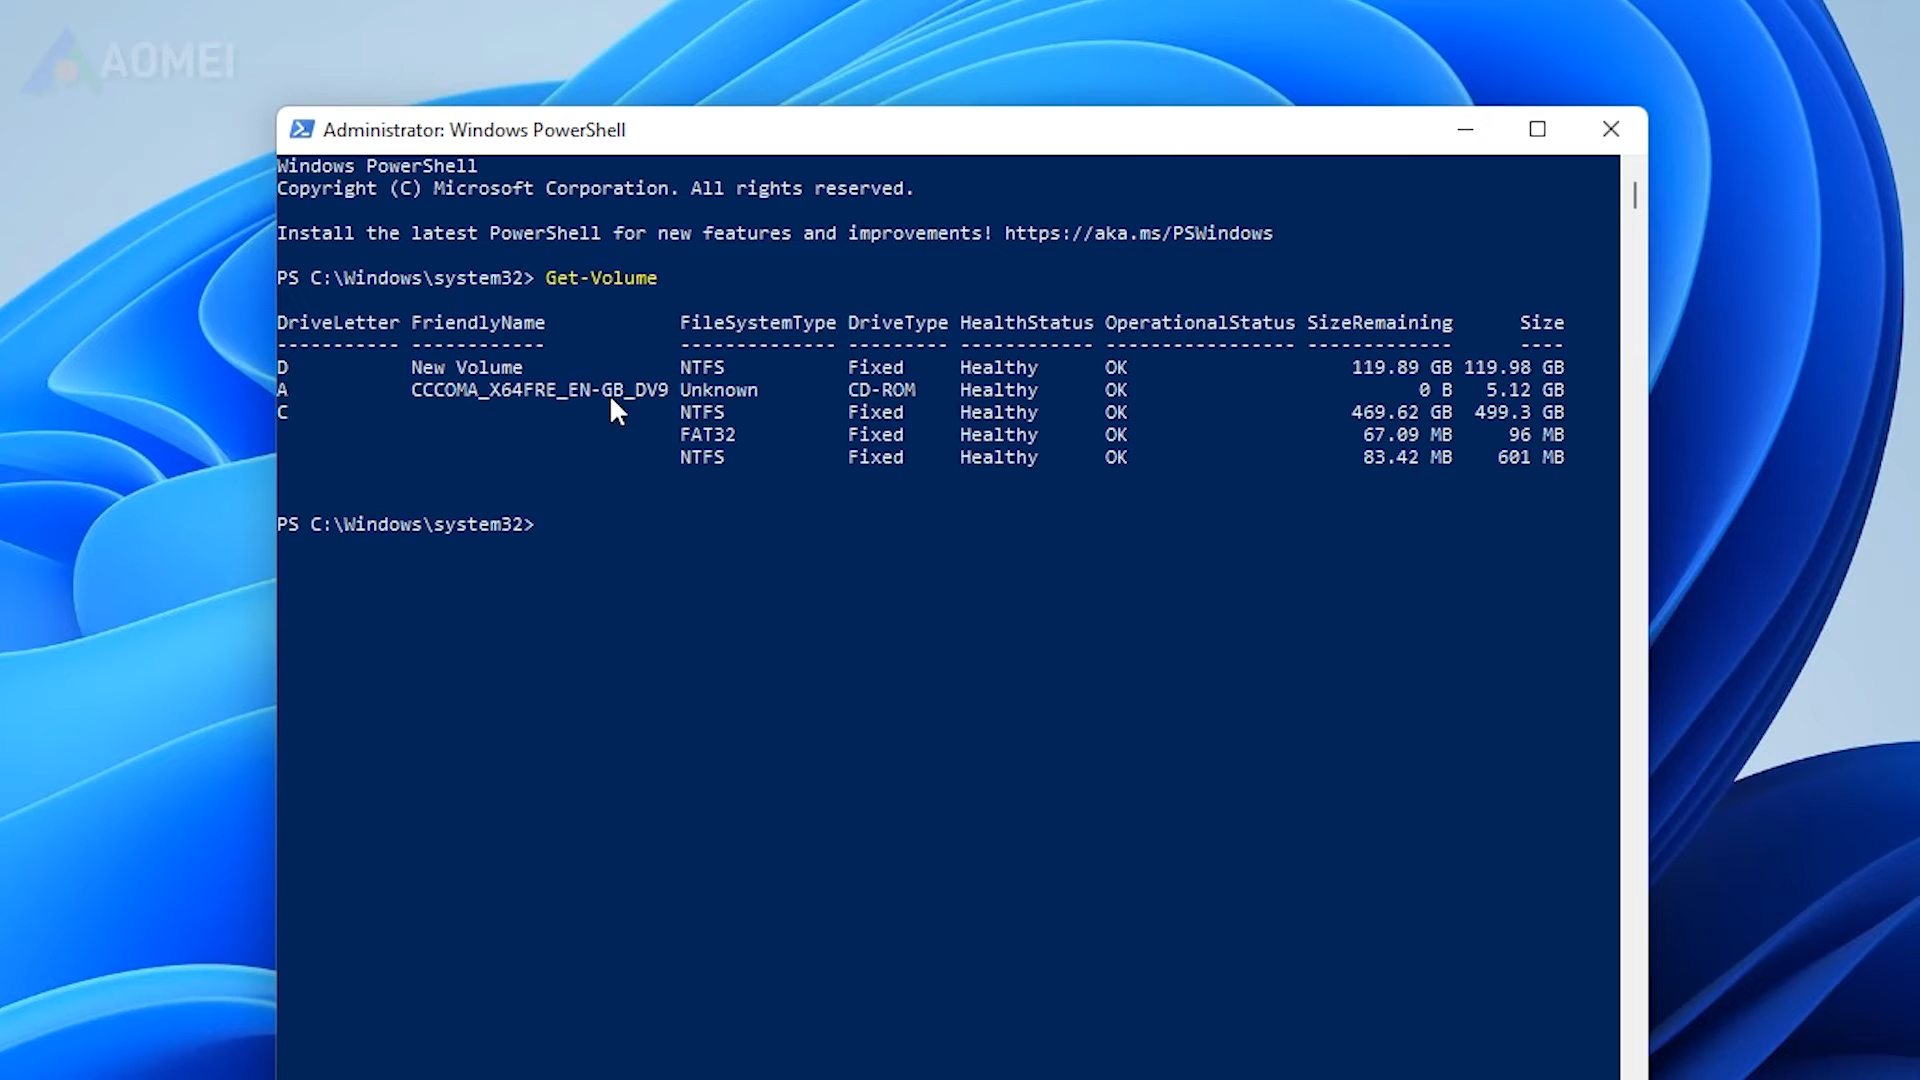 AOMEI
Administrator: Windows PowerShell
Windows PowerShell
Copyright (C) Microsoft Corporation. All rights reserved.
Install the latest PowerShell for new features and improvements! https://aka.ms/PSWindows
PS C:\Windows\system32> Get-Volume
DriveLetter FriendlyName            FileSystemType DriveType HealthStatus OperationalStatus SizeRemaining      Size
----------- ------------            -------------- --------- ------------ ----------------- -------------      ----
D           New Volume              NTFS           Fixed     Healthy      OK                    119.89 GB 119.98 GB
A           CCCOMA_X64FRE_EN-GB_DV9 Unknown        CD-ROM    Healthy      OK                          0 B   5.12 GB
C                                   NTFS           Fixed     Healthy      OK                    469.62 GB  499.3 GB
                                    FAT32          Fixed     Healthy      OK                     67.09 MB     96 MB
                                    NTFS           Fixed     Healthy      OK                     83.42 MB    601 MB
PS C:\Windows\system32>